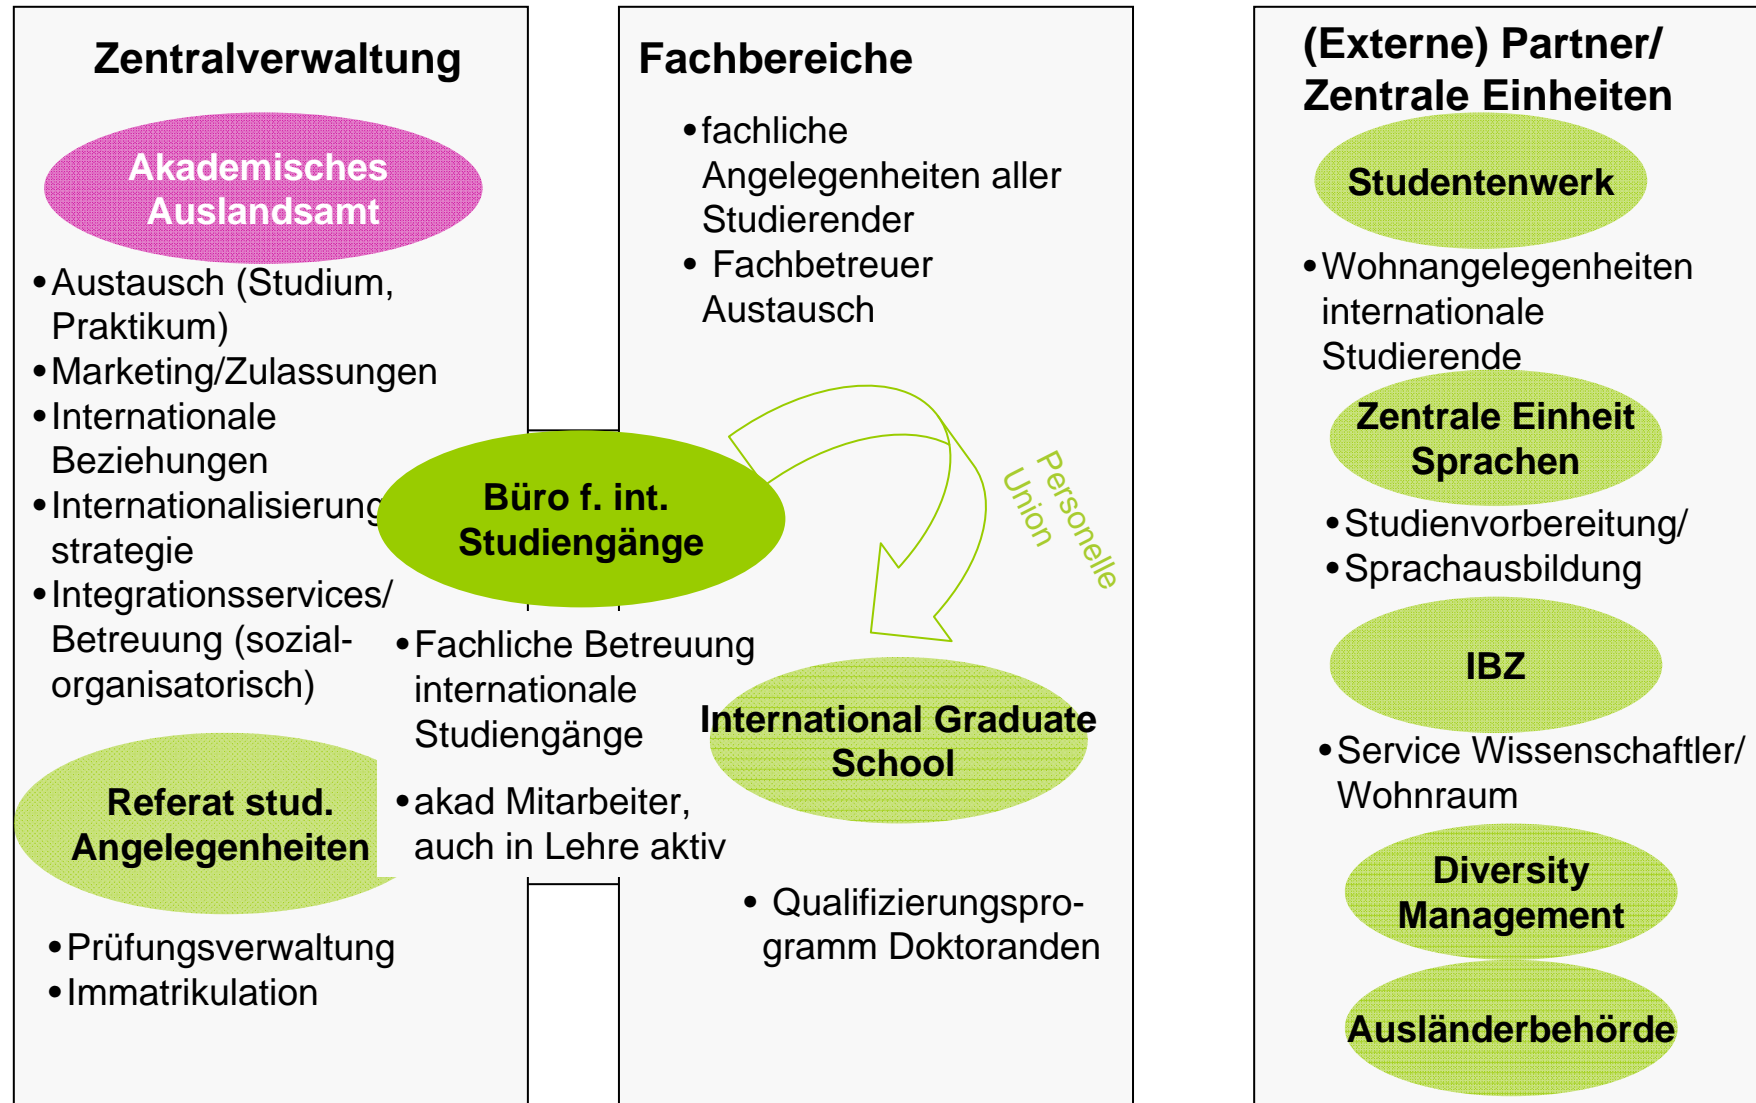 Zentralverwaltung
Akademisches
Auslandsamt
•Austausch (Studium,
Praktikum)
•Marketing/Zulassungen
•Internationale
Beziehungen
•Internationalisierung
strategie
•Integrationsservices/
Betreuung (sozial-
organisatorisch)
Referat stud.
Angelegenheiten
•Prüfungsverwaltung
•Immatrikulation
Büro f. int.
Studiengänge
•Fachliche Betreuung
internationale
Studiengänge
•akad Mitarbeiter,
auch in Lehre aktiv
Fachbereiche
•fachliche
Angelegenheiten aller
Studierender
• Fachbetreuer
Austausch
Personelle
Union
International Graduate
School
• Qualifizierungspro-
gramm Doktoranden
(Externe) Partner/
Zentrale Einheiten
Studentenwerk
•Wohnangelegenheiten
internationale
Studierende
Zentrale Einheit
Sprachen
•Studienvorbereitung/
•Sprachausbildung
IBZ
•Service Wissenschaftler/
Wohnraum
Diversity
Management
Ausländerbehörde